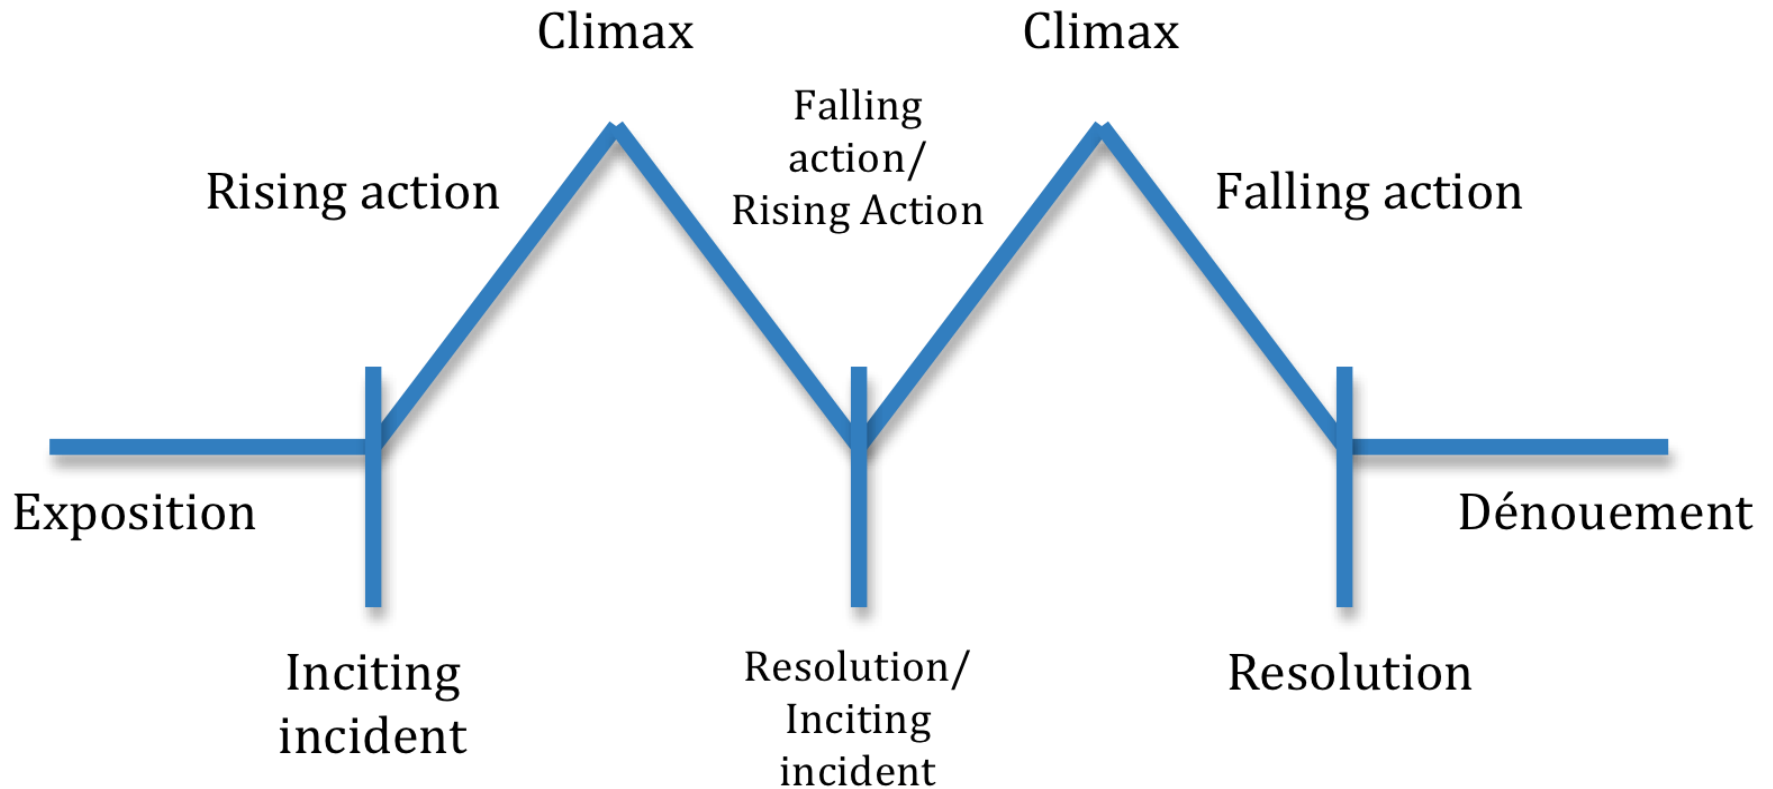 Climax
Climax
Falling
action/
Rising Action
Rising action
Falling action
Exposition
Dénouement
Inciting
incident
Resolution/
Inciting
incident
Resolution